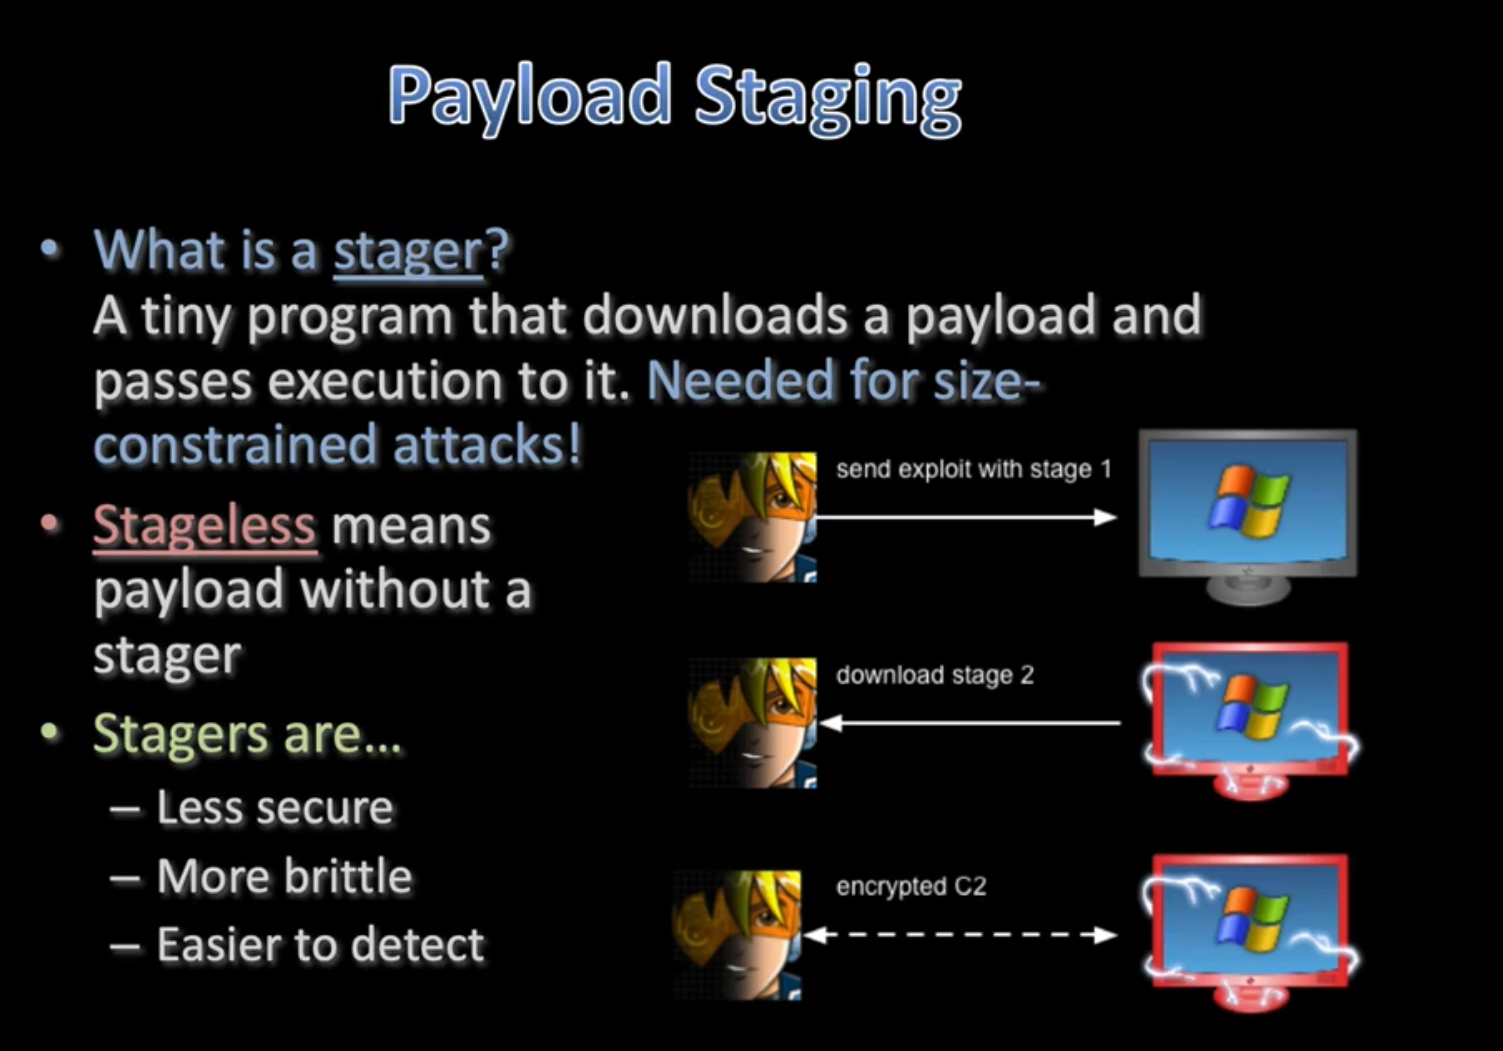 Payload Staging
• What is a stager?
A tiny program that downloads a payload and
passes execution to it. Needed for size-
constrained attacks!
• Stageless means
payload without a
stager
• Stagers are...
– Less secure
– More brittle
– Easier to detect
send exploit with stage 1
download stage 2
encrypted C2